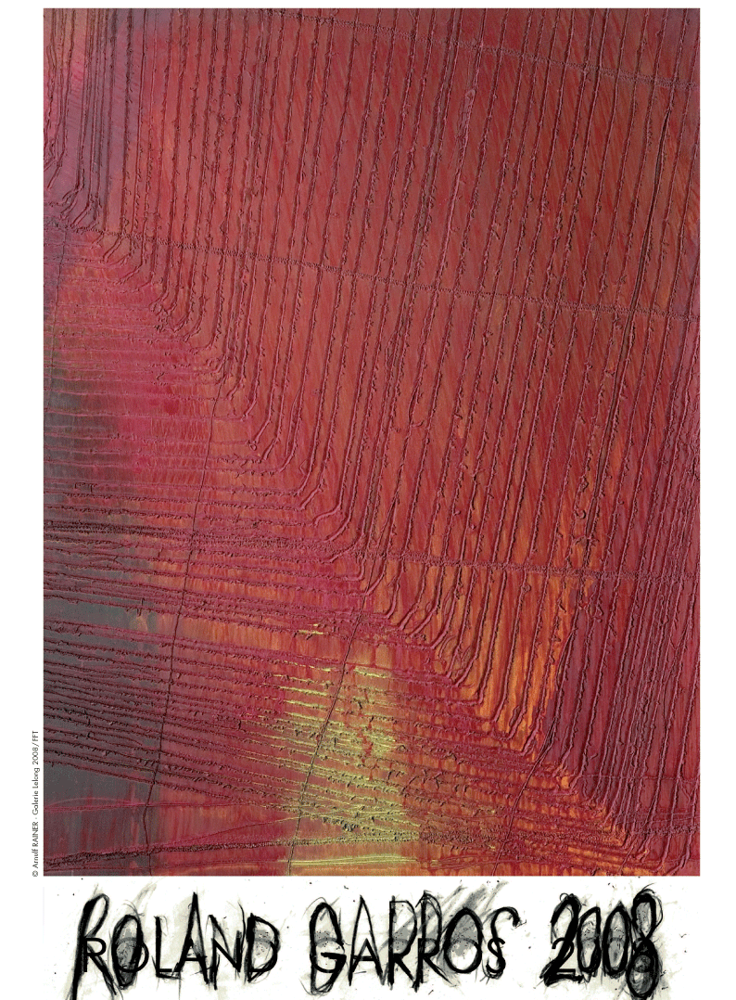 © Arnulf RAINER - Galerie Lelong 2008/FFT
ROLAND GARROS 2008